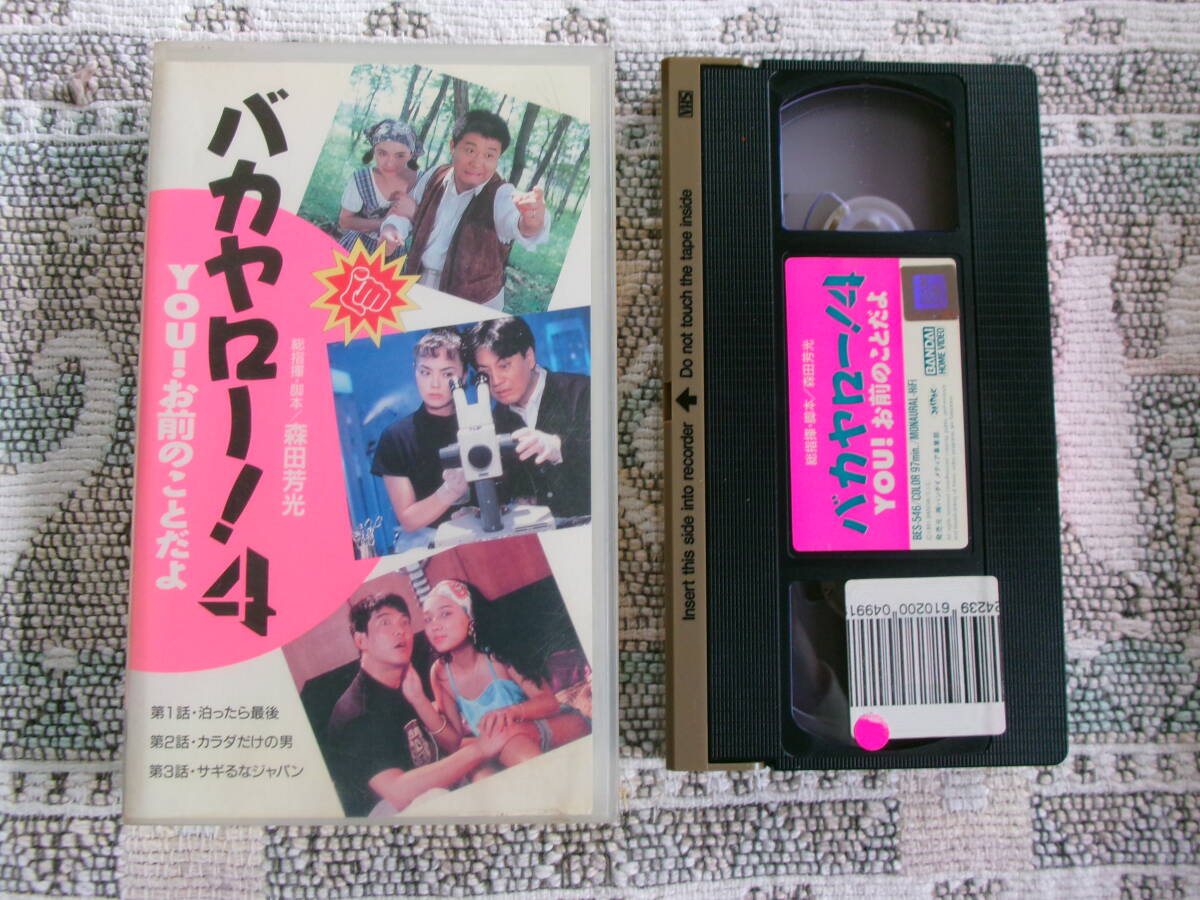 バカヤロー!4
YOU!お前のことだよ
総指揮・脚本/森田芳光
第1話・泊ったら最後
第2話・カラダだけの男
第3話・サギるなジャパン
VHS
Insert this side into recorder Do not touch the tape inside
総指揮・脚本/森田芳光
バカヤロー!4
YOU!お前のことだよ
BES-546/COLOR 97min./MONAURAL-HiFi
BANDAI
HOME VIDEO
24239
610200
04991